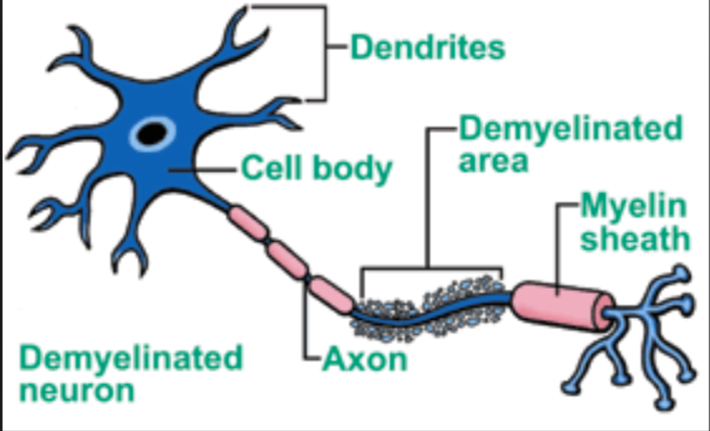 Dendrites
Demyelinated
area
Cell body
Myelin
sheath
Axon
Demyelinated
neuron